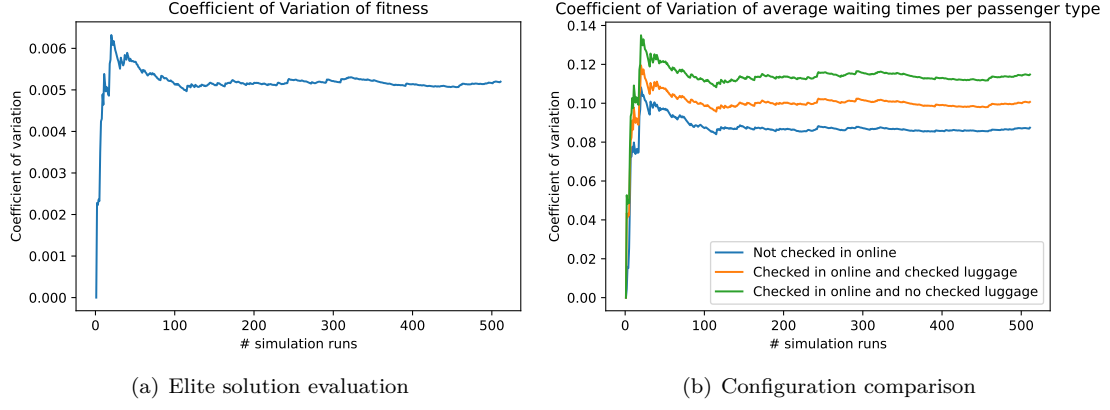 Coefficient of Variation of fitness
Coefficient of variation
0.006
0.005
0.004
0.003
0.002
0.001
0.000
0 100 200 300 400 500
# simulation runs
(a) Elite solution evaluation
Coefficient of Variation of average waiting times per passenger type
Coefficient of variation
0.14
0.12
0.10
0.08
0.06
0.04
0.02
0.00
Not checked in online
Checked in online and checked luggage
Checked in online and no checked luggage
0 100 200 300 400 500
# simulation runs
(b) Configuration comparison